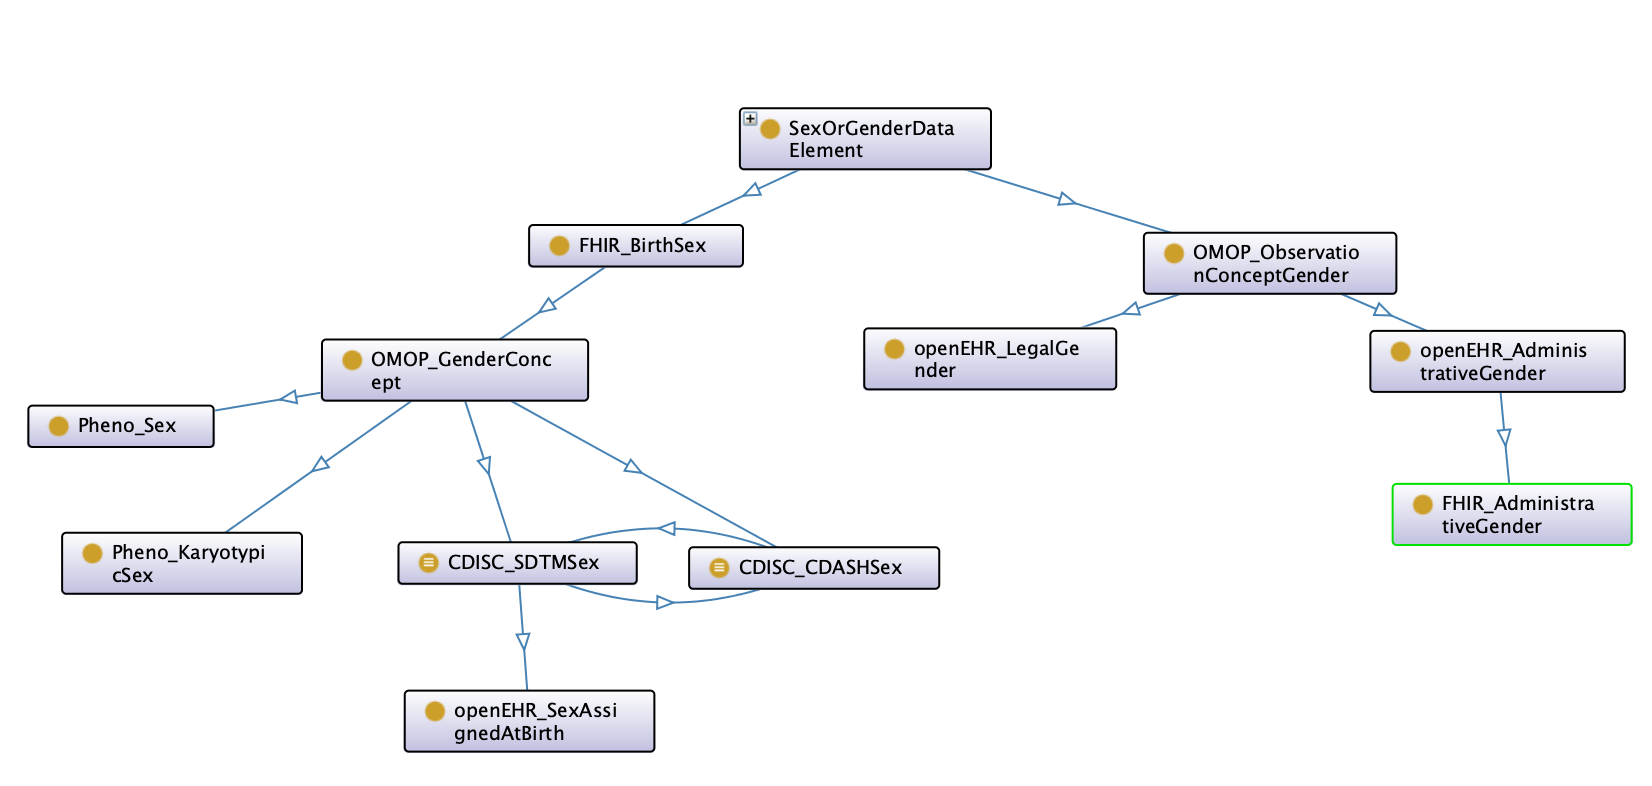 SexOrGenderData
Element
FHIR_BirthSex
OMOP_Observatio
nConceptGender
OMOP_GenderConc
ept
openEHR_LegalGe
nder
openEHR_Adminis
trativeGender
Pheno_Sex
FHIR_Administra
tiveGender
Pheno_Karyotypi
cSex
CDISC_SDTMSex
CDISC_CDASHSex
openEHR_SexAssi
gnedAtBirth